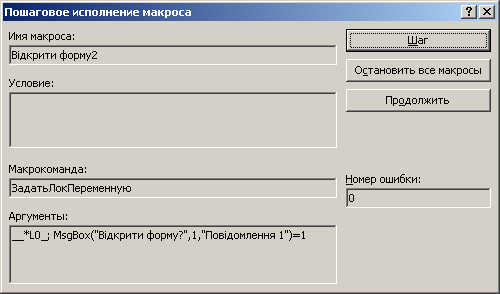 Пошаговое исполнение макроса
Имя макроса:
Відкрити форму2
Шаг
Остановить все макросы
Условие:
Продолжить
Макрокоманда:
ЗадатьЛокПеременную
Номер ошибки:
0
Аргументы:
__*L0_; MsgBox("Відкрити форму?",1,"Повідомлення 1")=1